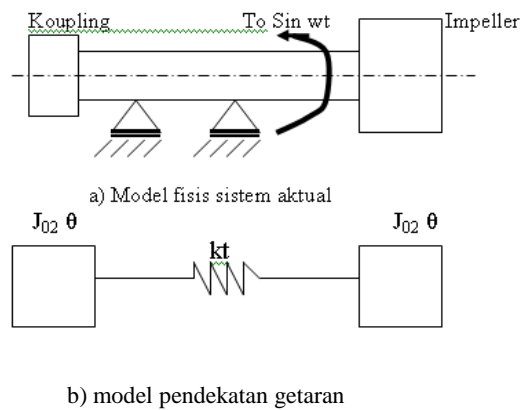 Koupling To Sin wt Impeller
a) Model fisis sistem aktual
J02 θ J02 θ
kt
b) model pendekatan getaran